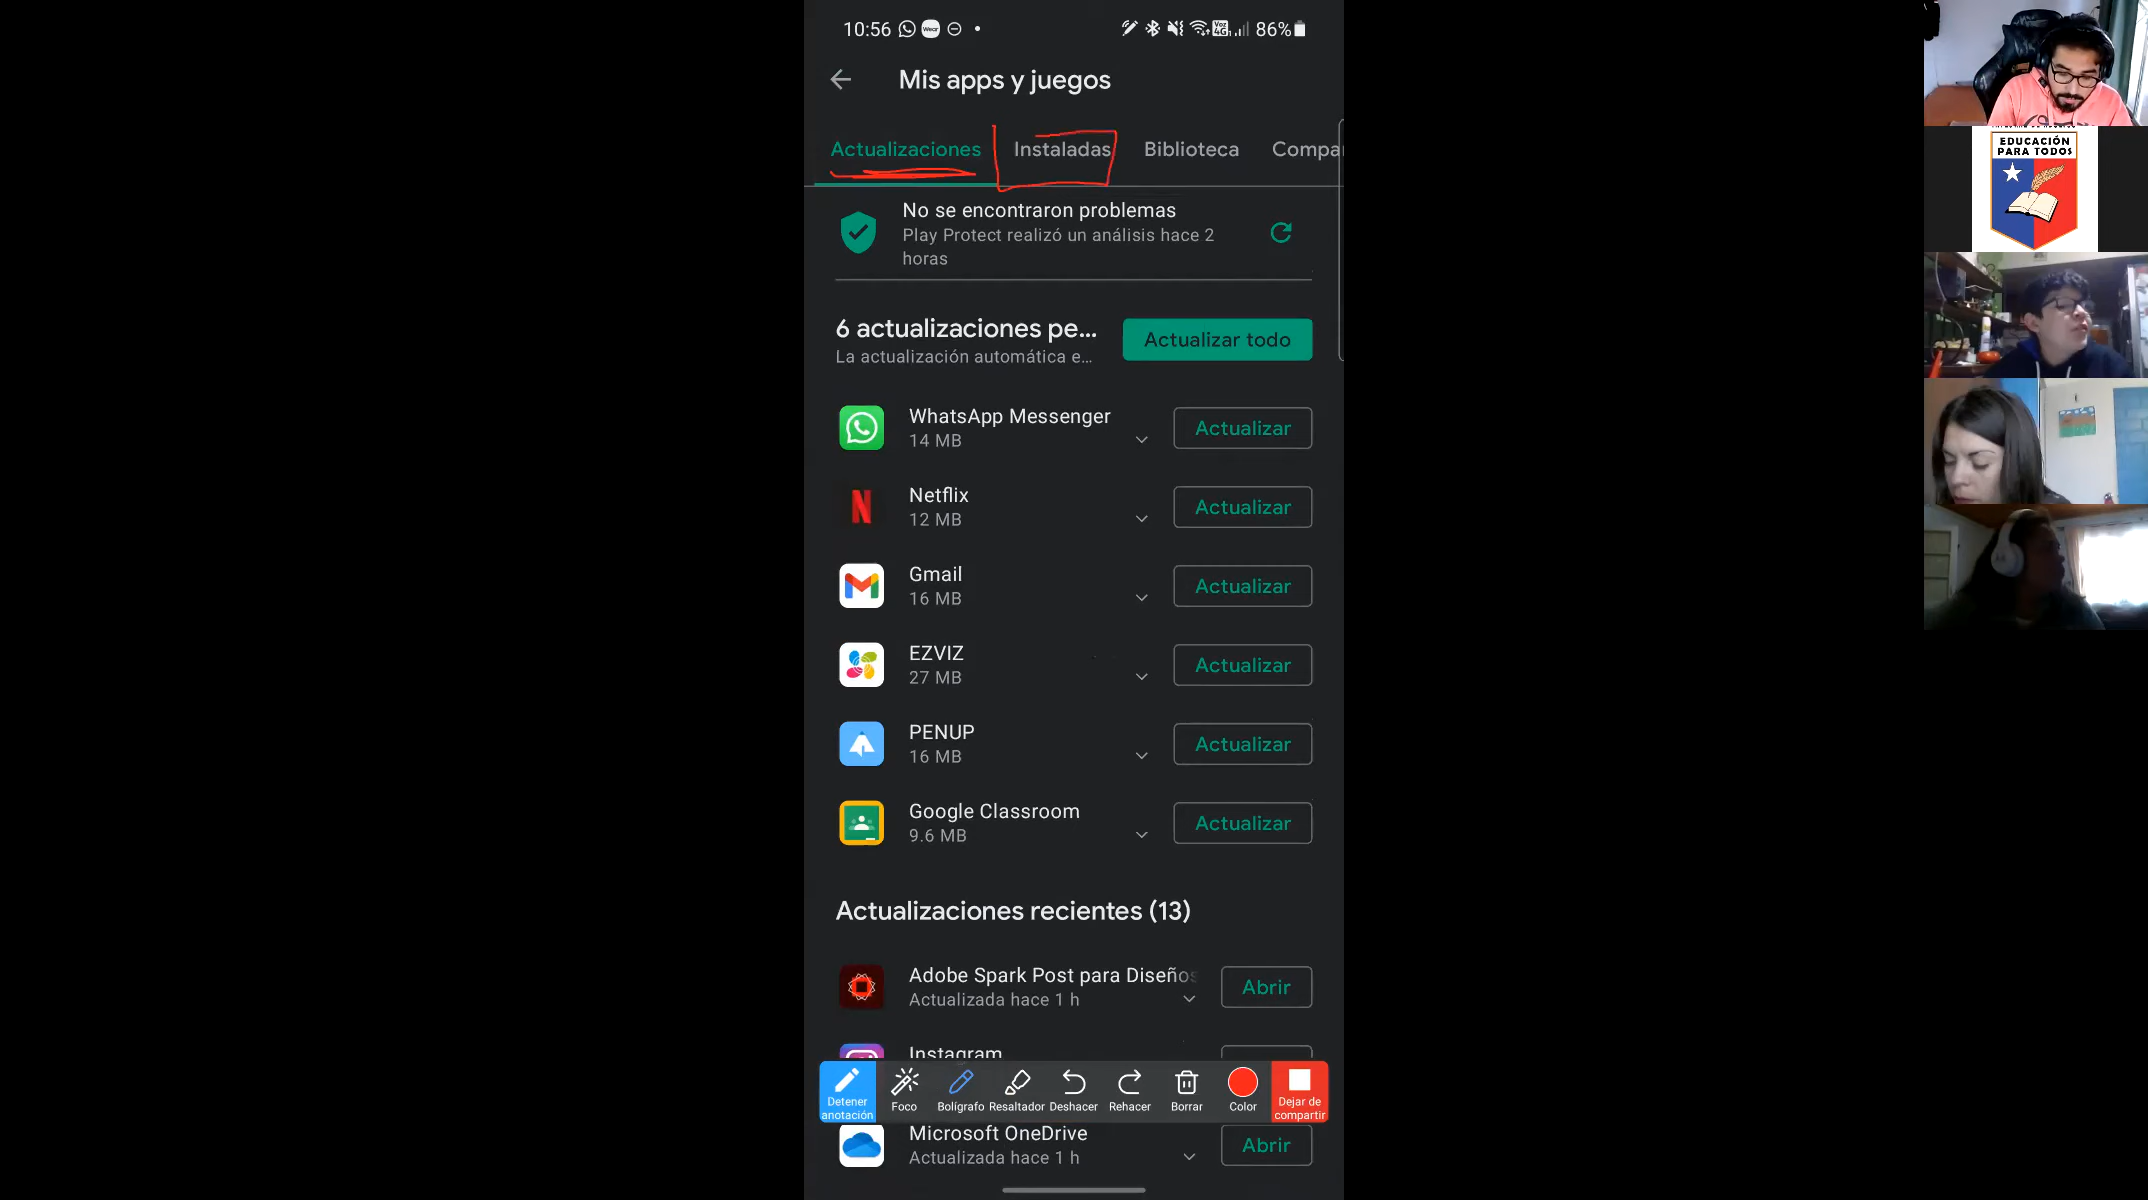 10:56 86%
Mis apps y juegos
Actualizaciones Instaladas Biblioteca Compa
No se encontraron problemas
Play Protect realizó un análisis hace 2
horas
6 actualizaciones pe...
La actualización automática e...
Actualizar todo
WhatsApp Messenger
14 MB
Actualizar
Netflix
12 MB
Actualizar
Gmail
16 MB
Actualizar
EZVIZ
27 MB
Actualizar
PENUP
16 MB
Actualizar
Google Classroom
9.6 MB
Actualizar
Actualizaciones recientes (13)
Adobe Spark Post para Diseños
Actualizada hace 1 h
Abrir
Instagram
Detener
anotación
Foco
Bolígrafo
Resaltador
Deshacer
Rehacer
Borrar
Color
Dejar de
compartir
Microsoft OneDrive
Actualizada hace 1 h
Abrir
EDUCACIÓN
PARA TODOS